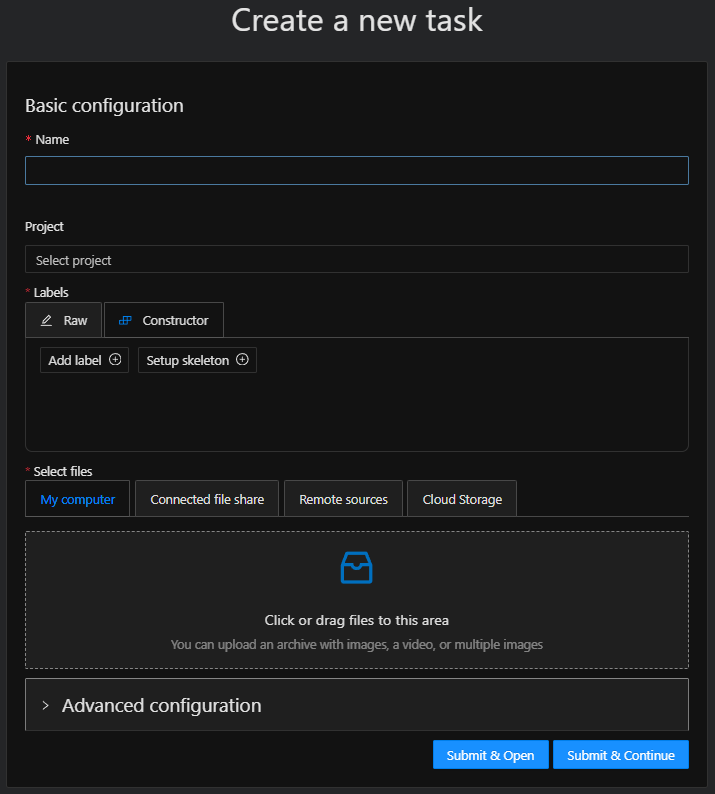 Create a new task
Basic configuration
* Name
Project
Select project
* Labels
Raw Constructor
Add label Setup skeleton
* Select files
My computer Connected file share Remote sources Cloud Storage
Click or drag files to this area
You can upload an archive with images, a video, or multiple images
Advanced configuration
Submit & Open Submit & Continue